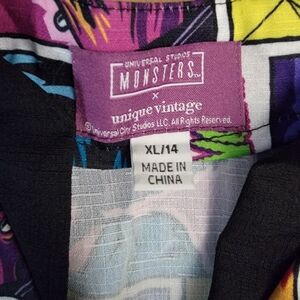 UNIVERSAL STUDIOS
MONSTERS
x
unique vintage
©Universal City Studios LLC. All Rights Reserved.
XL/14
MADE IN
CHINA